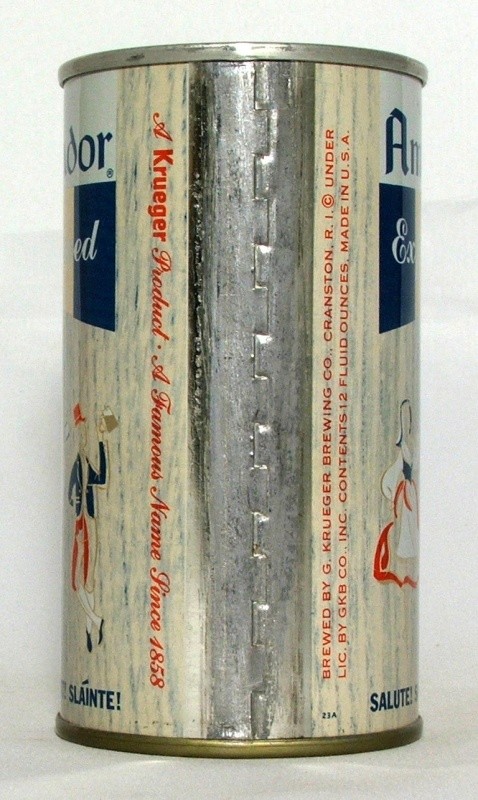 dor®
ed
SLÁINTE!
A Krueger Product · A Famous Name Since 1858
BREWED BY G. KRUEGER BREWING CO., CRANSTON, R. I. © UNDER
LIC. BY GKB CO., INC. CONTENTS 12 FLUID OUNCES, MADE IN U.S.A.
23A
Am
Ex
SALUTE!